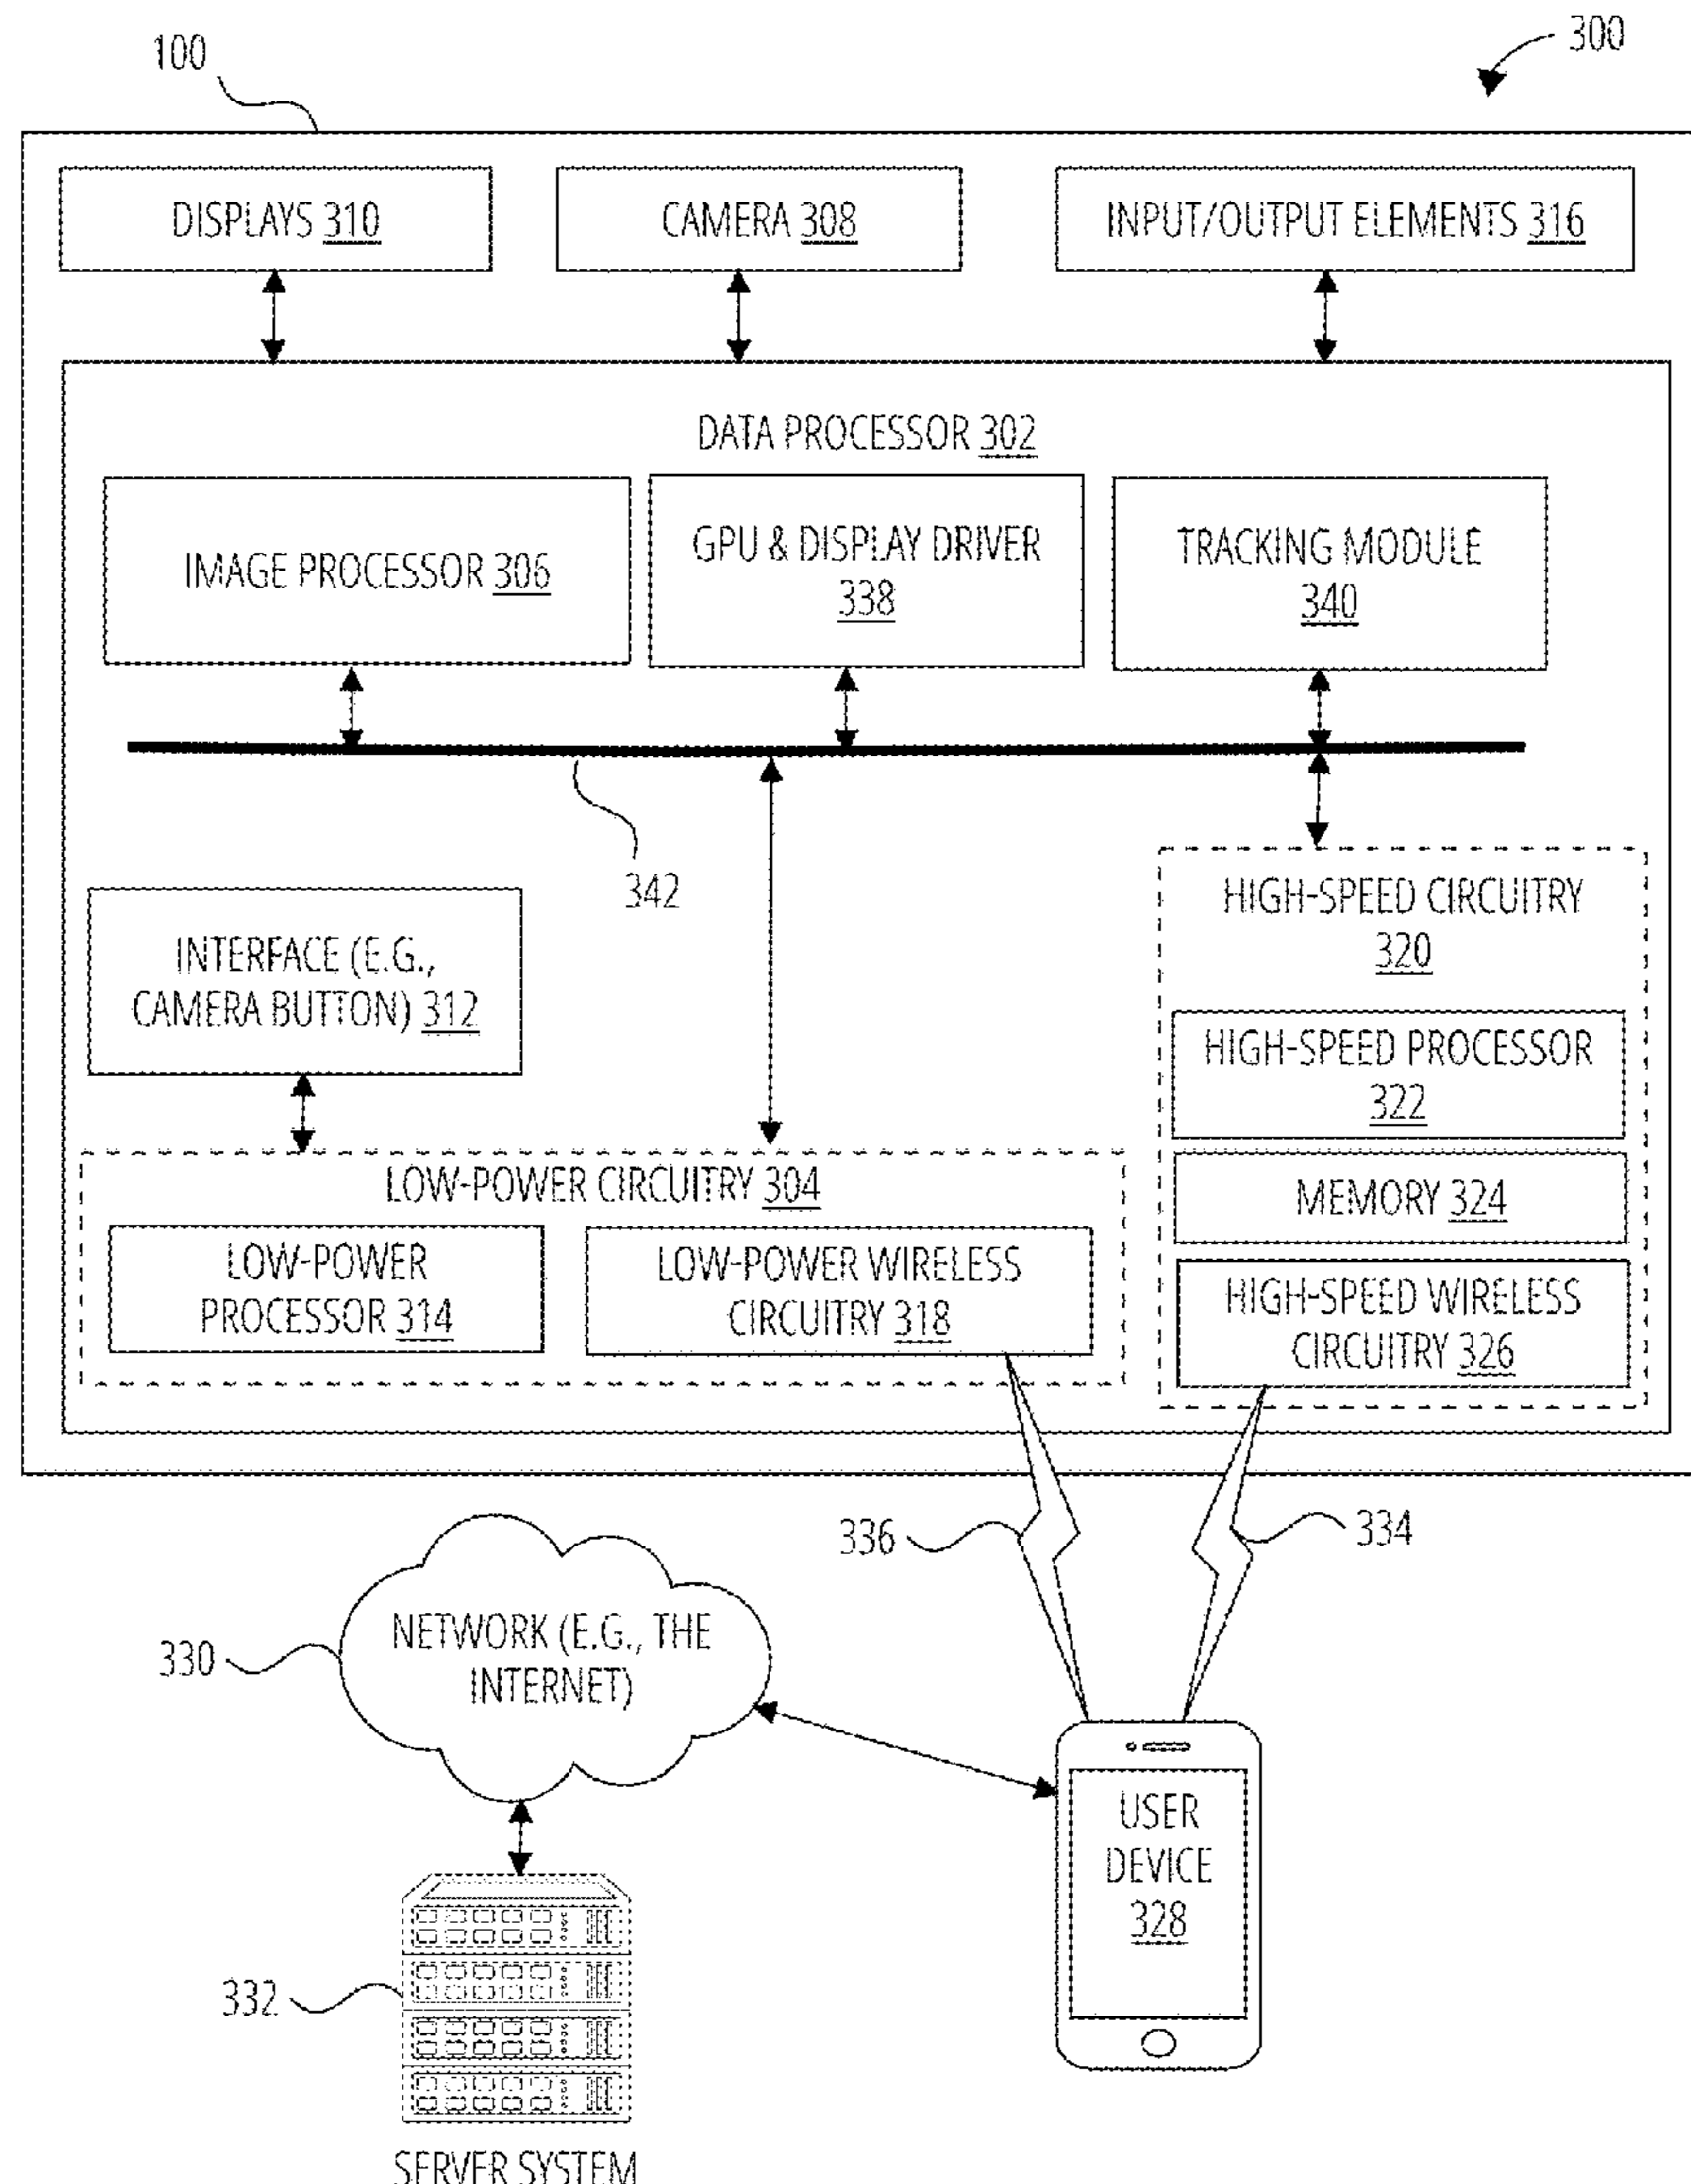 100
300
DISPLAYS 310
CAMERA 308
INPUT/OUTPUT ELEMENTS 316
DATA PROCESSOR 302
IMAGE PROCESSOR 306
GPU & DISPLAY DRIVER
338
TRACKING MODULE
340
342
INTERFACE (E.G.,
CAMERA BUTTON) 312
HIGH-SPEED CIRCUITRY
320
HIGH-SPEED PROCESSOR
322
MEMORY 324
HIGH-SPEED WIRELESS
CIRCUITRY 326
LOW-POWER CIRCUITRY 304
LOW-POWER
PROCESSOR 314
LOW-POWER WIRELESS
CIRCUITRY 318
336
334
330
NETWORK (E.G., THE
INTERNET)
USER
DEVICE
328
332
SERVER SYSTEM